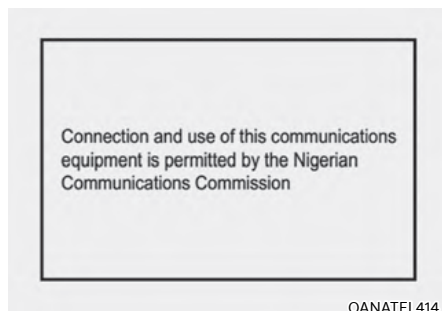 Connection and use of this communications
equipment is permitted by the Nigerian
Communications Commission
OANATEL414